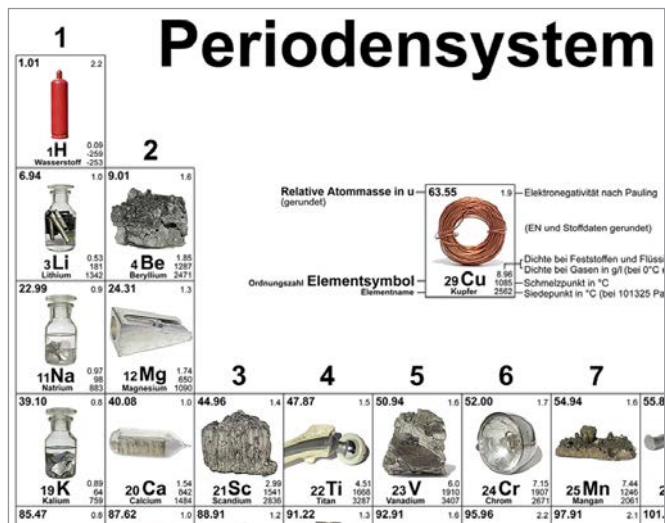 Periodensystem
1
1.01 2.2
1H 0.09
-259
Wasserstoff -253
2
6.94 1.0
3Li 0.53
181
Lithium 1342
9.01 1.6
4Be 1.85
1287
Beryllium 2471
Relative Atommasse in u
(gerundet)
63.55 1.9
Elektronegativität nach Pauling
(EN und Stoffdaten gerundet)
Dichte bei Feststoffen und Flüssi
Dichte bei Gasen in g/l (bei 0°C
Ordnungszahl Elementsymbol
29Cu 8.96
1085
Schmelzpunkt in °C
Elementname
Kupfer 2562
Siedepunkt in °C (bei 101325 Pa
22.99 0.9
11Na 0.97
98
Natrium 883
24.31 1.3
12Mg 1.74
650
Magnesium 1090
3 4 5 6 7
39.10 0.8
19K 0.89
64
Kalium 759
40.08 1.0
20Ca 1.54
842
Calcium 1484
44.96 1.4
21Sc 2.99
1541
Scandium 2836
47.87 1.5
22Ti 4.51
1668
Titan 3287
50.94 1.6
23V 6.0
1910
Vanadium 3407
52.00 1.7
24Cr 7.15
1907
Chrom 2671
54.94 1.6
25Mn 7.44
1246
Mangan 2061
55.8
2
85.47 0.8 87.62 1.0 88.91 1.2 91.22 1.3 92.91 1.6 95.96 2.2 97.91 2.1 101.